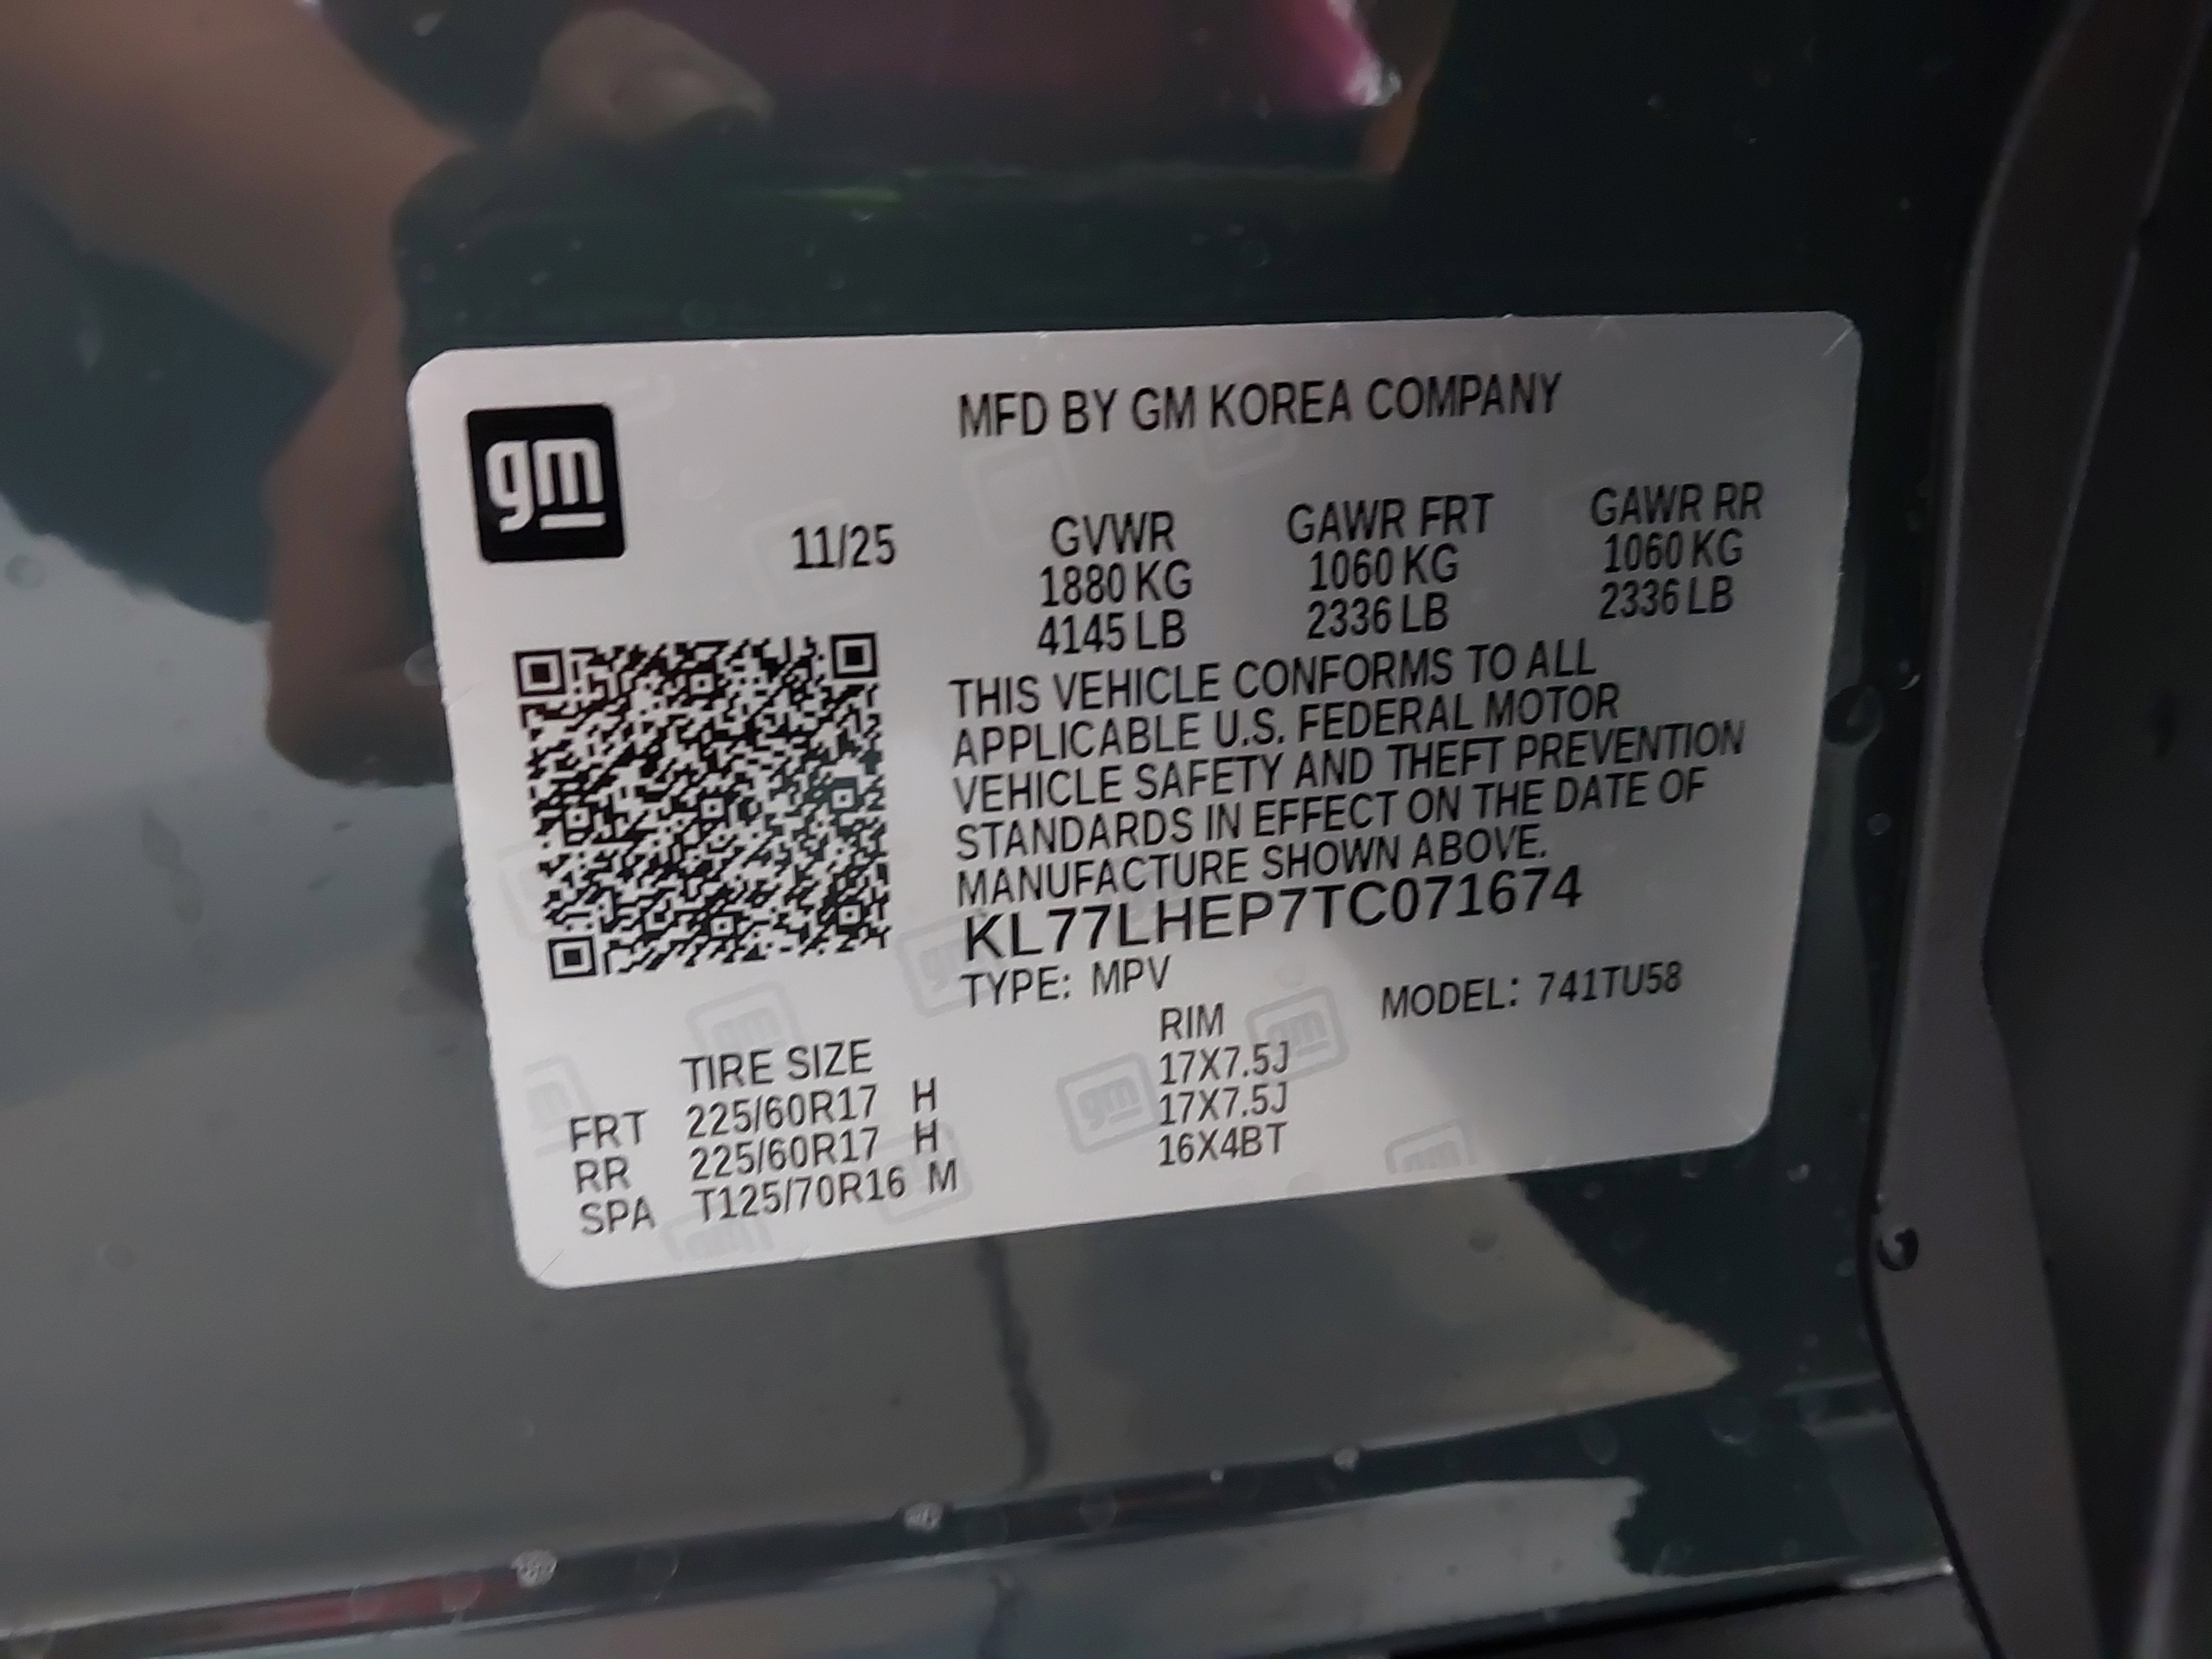 gm
MFD BY GM KOREA COMPANY
11/25
GVWR GAWR FRT GAWR RR
1880 KG 1060 KG 1060 KG
4145 LB 2336 LB 2336 LB
THIS VEHICLE CONFORMS TO ALL
APPLICABLE U.S. FEDERAL MOTOR
VEHICLE SAFETY AND THEFT PREVENTION
STANDARDS IN EFFECT ON THE DATE OF
MANUFACTURE SHOWN ABOVE.
KL77LHEP7TC071674
TYPE: MPV MODEL: 741TU58
TIRE SIZE RIM
FRT 225/60R17 H 17X7.5J
RR 225/60R17 H 17X7.5J
SPA T125/70R16 M 16X4BT